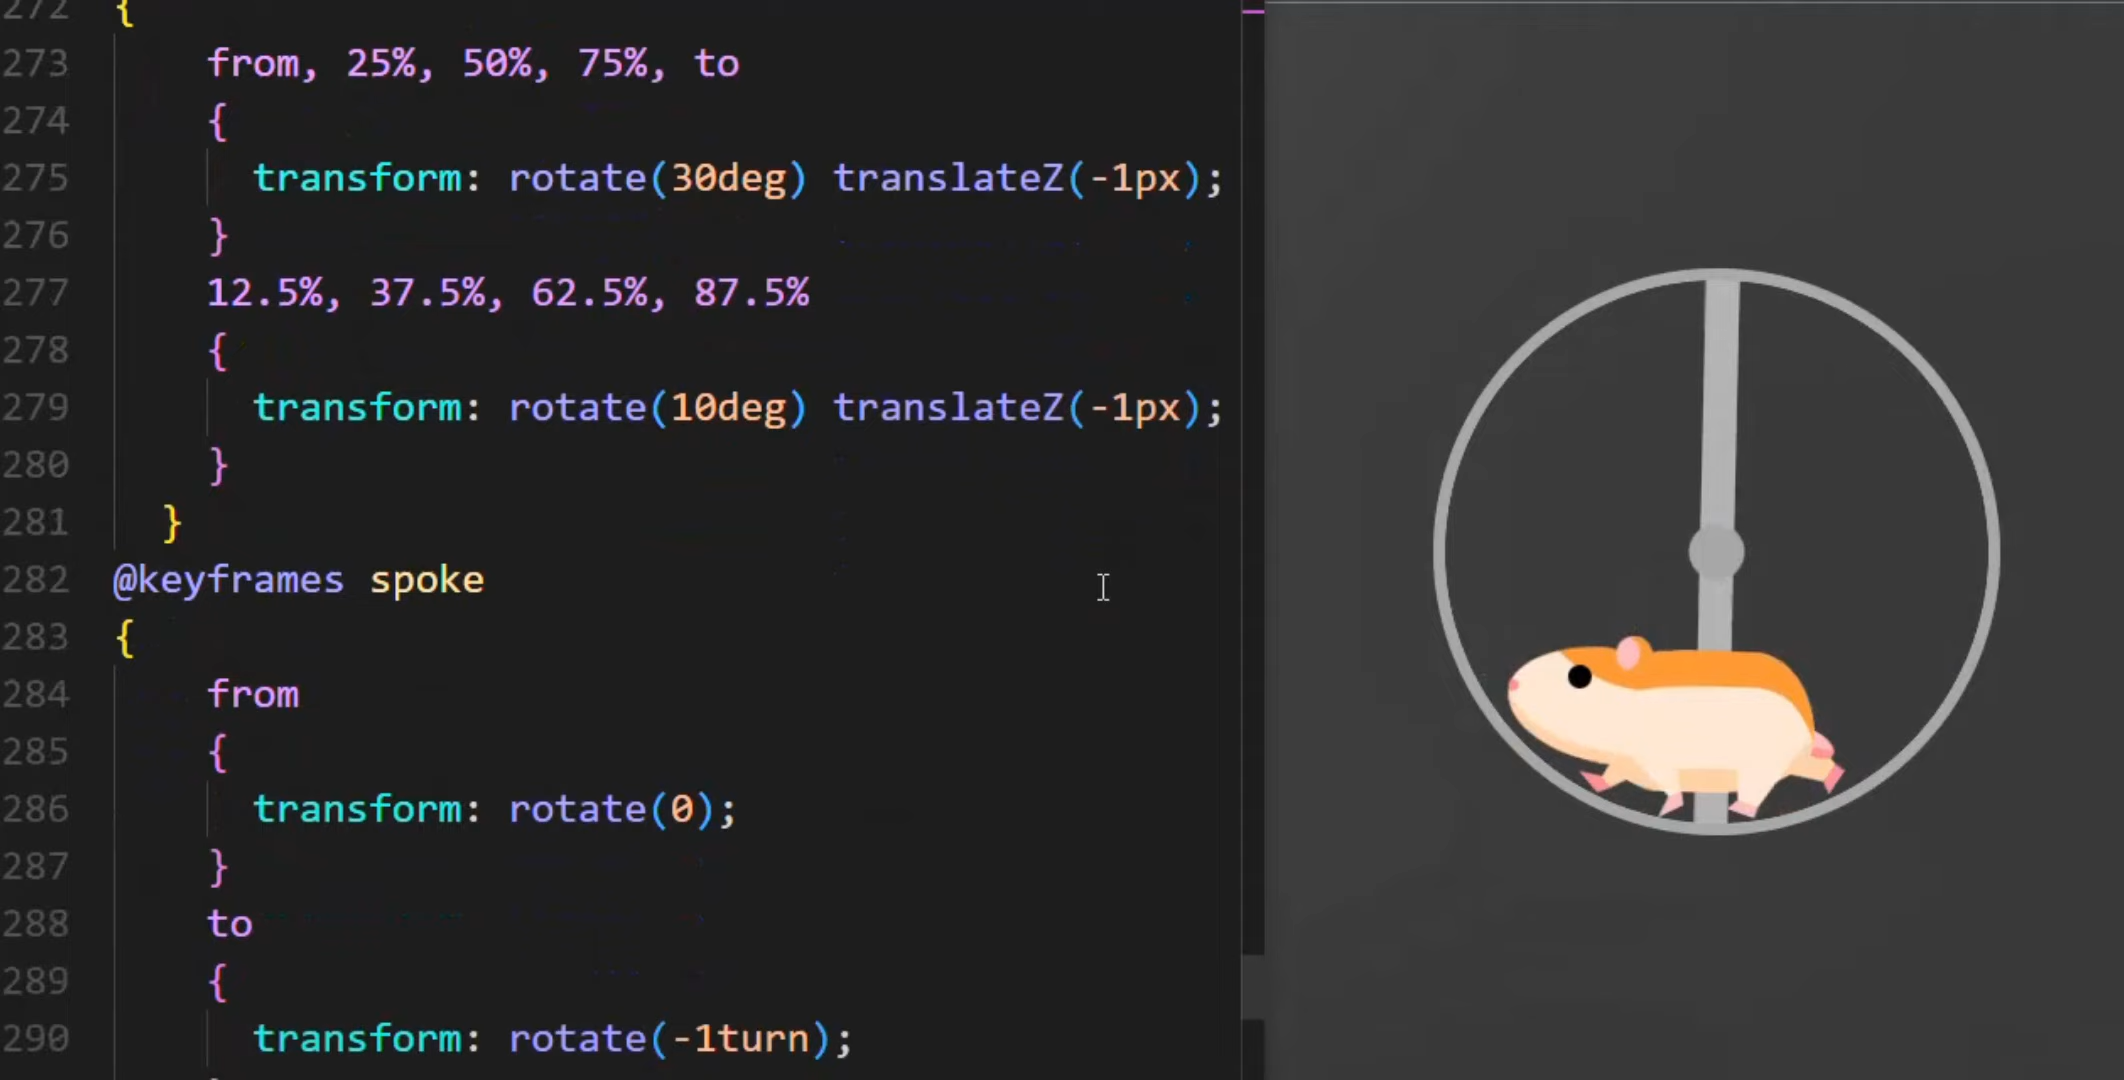 272 {
273 from, 25%, 50%, 75%, to
274 {
275 transform: rotate(30deg) translateZ(-1px);
276 }
277 12.5%, 37.5%, 62.5%, 87.5%
278 {
279 transform: rotate(10deg) translateZ(-1px);
280 }
281 }
282 @keyframes spoke
283 {
284 from
285 {
286 transform: rotate(0);
287 }
288 to
289 {
290 transform: rotate(-1turn);